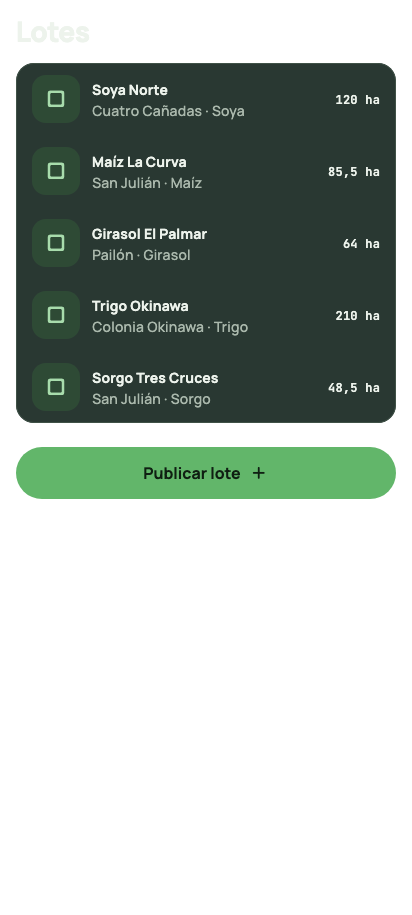 Lotes
Soya Norte
Cuatro Cañadas · Soya
120 ha
Maíz La Curva
San Julián · Maíz
85,5 ha
Girasol El Palmar
Pailón · Girasol
64 ha
Trigo Okinawa
Colonia Okinawa · Trigo
210 ha
Sorgo Tres Cruces
San Julián · Sorgo
48,5 ha
Publicar lote +